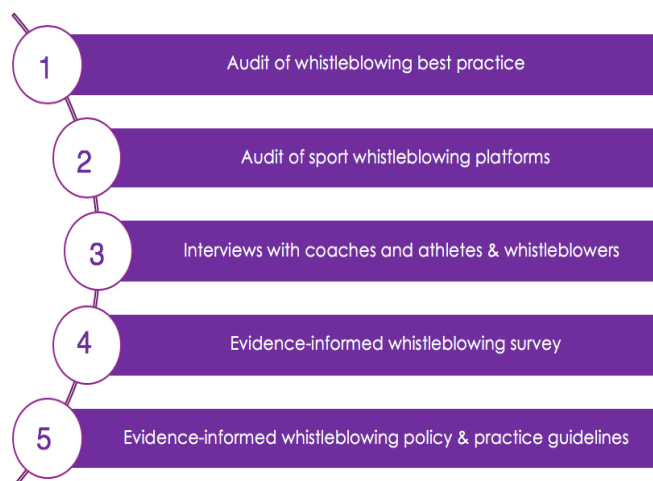 1
Audit of whistleblowing best practice
2
Audit of sport whistleblowing platforms
3
Interviews with coaches and athletes & whistleblowers
4
Evidence-informed whistleblowing survey
5
Evidence-informed whistleblowing policy & practice guidelines